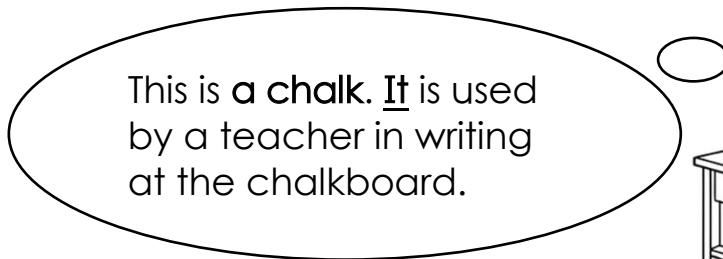 This is a chalk. It is used
by a teacher in writing
at the chalkboard.